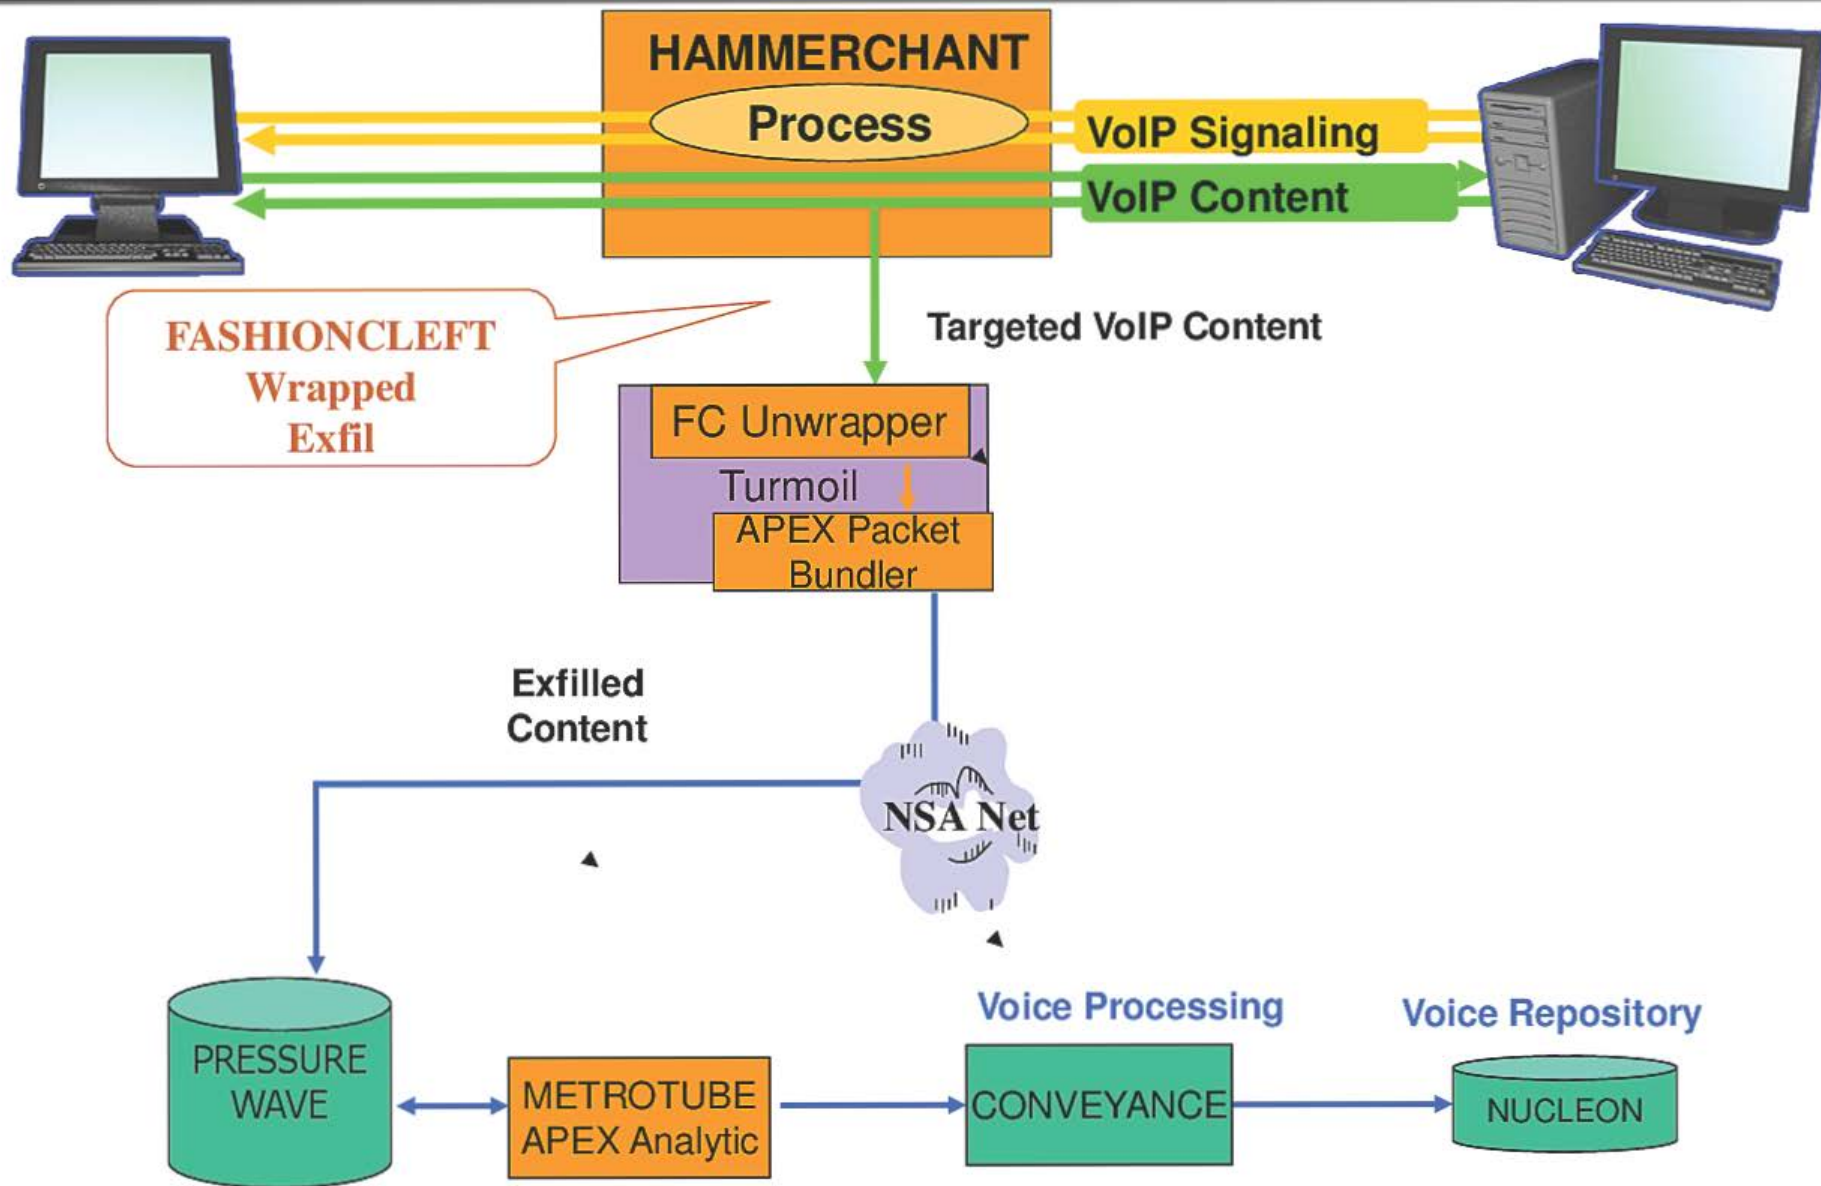 HAMMERCHANT
Process
VoIP Signaling
VoIP Content
FASHIONCLEFT
Wrapped
Exfil
Targeted VoIP Content
FC Unwrapper
Turmoil
APEX Packet
Bundler
Exfilled
Content
NSA Net
Voice Processing
Voice Repository
PRESSURE
WAVE
METROTUBE
APEX Analytic
CONVEYANCE
NUCLEON